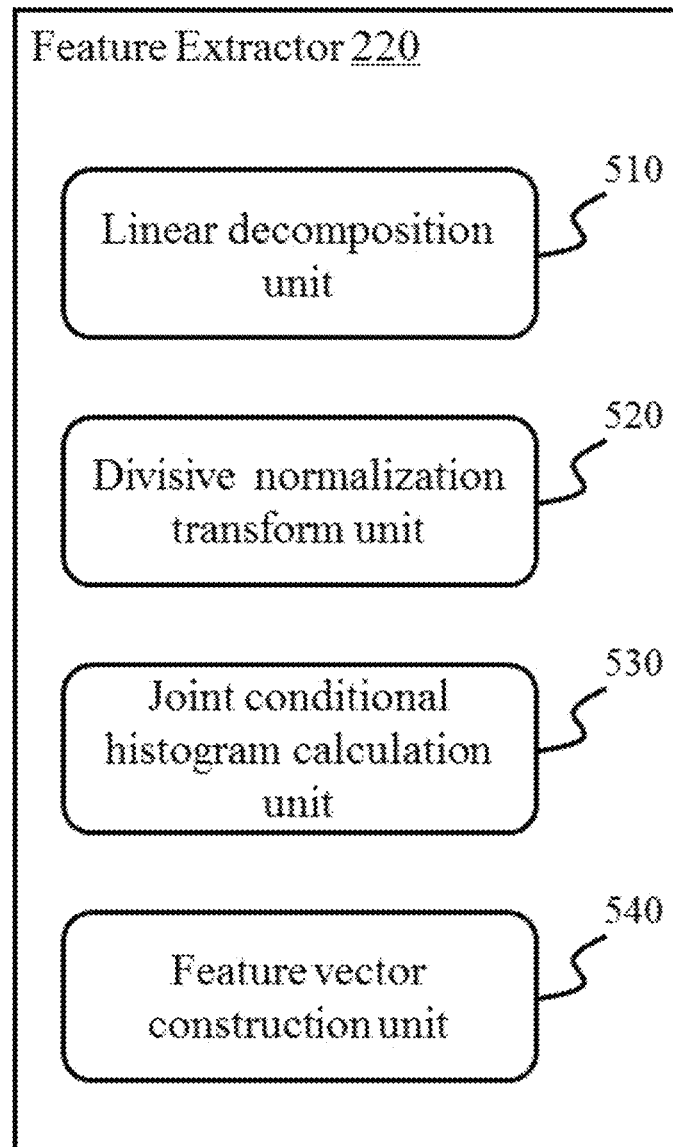 Feature Extractor 220
510
Linear decomposition
unit
520
Divisive normalization
transform unit
530
Joint conditional
histogram calculation
unit
540
Feature vector
construction unit